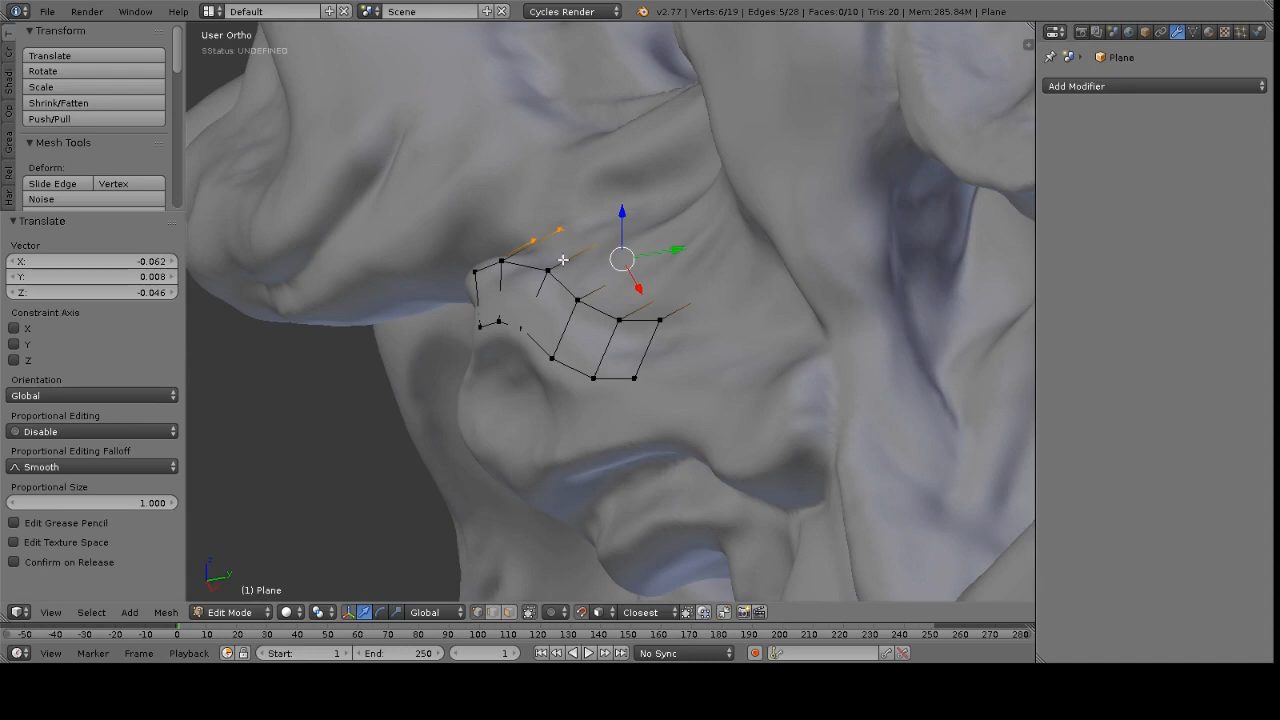 File Render Window Help Default Scene Cycles Render v2.77 | Verts:6/19 | Edges:5/28 | Faces:0/10 | Tris:20 | Mem:285.84M | Plane
Transform
Translate
Rotate
Scale
Shrink/Fatten
Push/Pull
Mesh Tools
Deform:
Slide Edge Vertex
Noise
T
Cr
Shadi
Op
Grea
Rel
Har
Translate
Vector
X: -0.062
Y: 0.008
Z: -0.046
Constraint Axis
X
Y
Z
Orientation
Global
Proportional Editing
Disable
Proportional Editing Falloff
Smooth
Proportional Size
1.000
Edit Grease Pencil
Edit Texture Space
Confirm on Release
User Ortho
SStatus: UNDEFINED
z
y
(1) Plane
Plane
Add Modifier
View Select Add Mesh Edit Mode Global Closest
-50 -40 -30 -20 -10 0 10 20 30 40 50 60 70 80 90 100 110 120 130 140 150 160 170 180 190 200 210 220 230 240 250 260 270 280
View Marker Frame Playback Start: 1 End: 250 1 No Sync